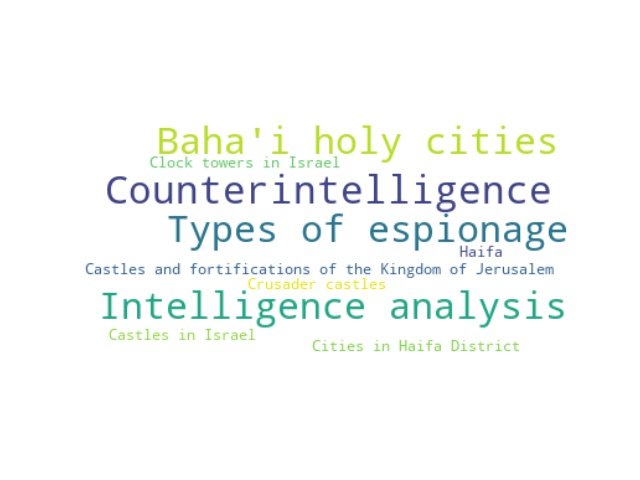 Baha'i holy cities
Clock towers in Israel
Counterintelligence
Types of espionage
Haifa
Castles and fortifications of the Kingdom of Jerusalem
Crusader castles
Intelligence analysis
Castles in Israel
Cities in Haifa District